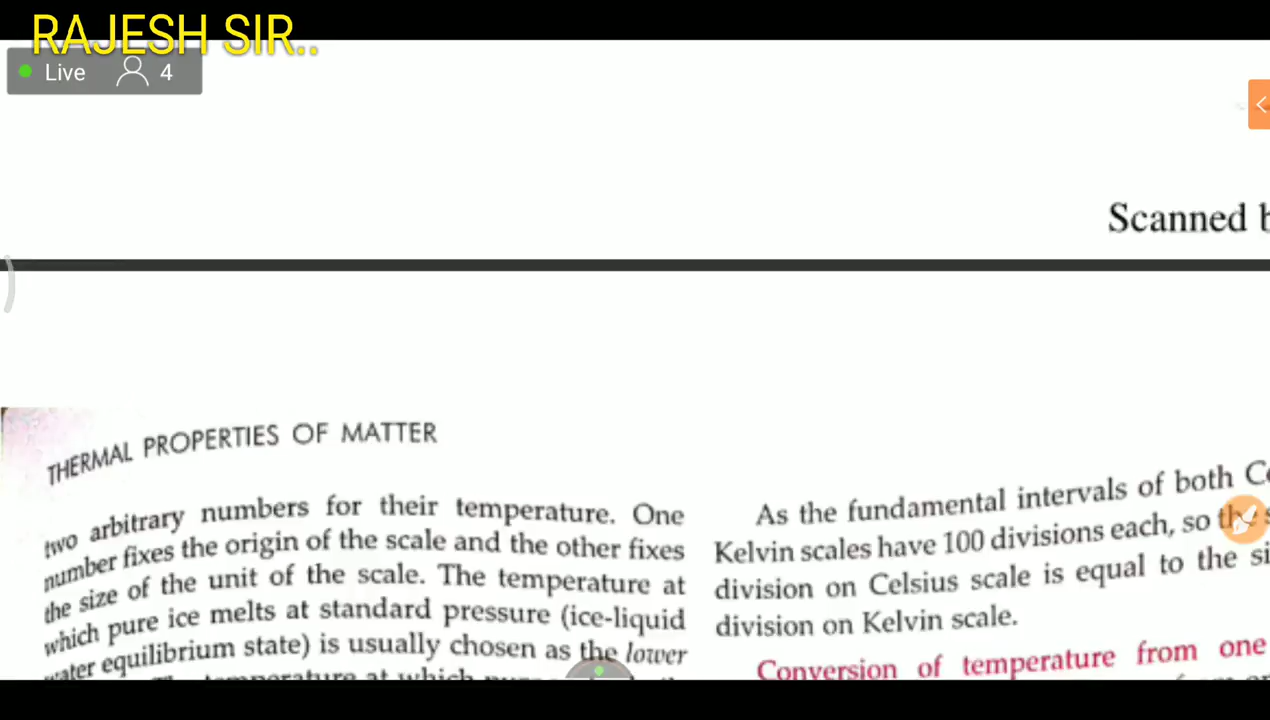 RAJESH SIR..
Live 4
Scanned b
THERMAL PROPERTIES OF MATTER
two arbitrary numbers for their temperature. One
number fixes the origin of the scale and the other fixes
the size of the unit of the scale. The temperature at
which pure ice melts at standard pressure (ice-liquid
water equilibrium state) is usually chosen as the lower
temperature at which
As the fundamental intervals of both C
Kelvin scales have 100 divisions each, so the s
division on Celsius scale is equal to the si
division on Kelvin scale.
Conversion of temperature from one